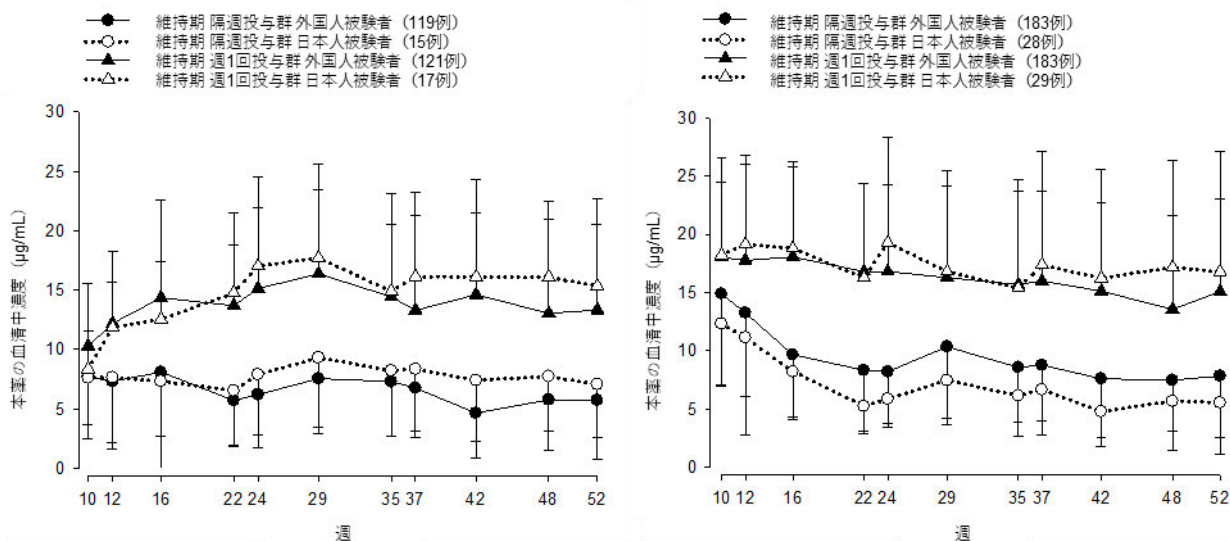 維持期 隔週投与群 外国人被験者 (119例)
維持期 隔週投与群 日本人被験者 (15例)
維持期 週1回投与群 外国人被験者 (121例)
維持期 週1回投与群 日本人被験者 (17例)
本薬の血清中濃度 (μg/mL)
30
25
20
15
10
5
0
10 12 16 22 24 29 35 37 42 48 52
週
維持期 隔週投与群 外国人被験者 (183例)
維持期 隔週投与群 日本人被験者 (28例)
維持期 週1回投与群 外国人被験者 (183例)
維持期 週1回投与群 日本人被験者 (29例)
本薬の血清中濃度 (μg/mL)
30
25
20
15
10
5
0
10 12 16 22 24 29 35 37 42 48 52
週